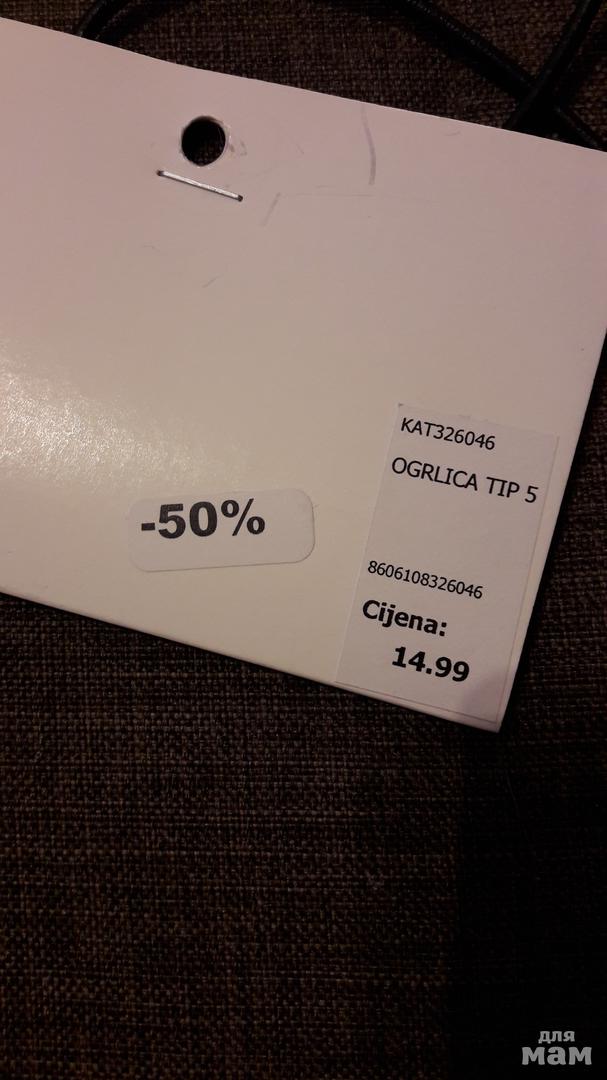 KAT326046
OGRLICA TIP 5
-50%
8606108326046
Cijena:
14.99
для
мам